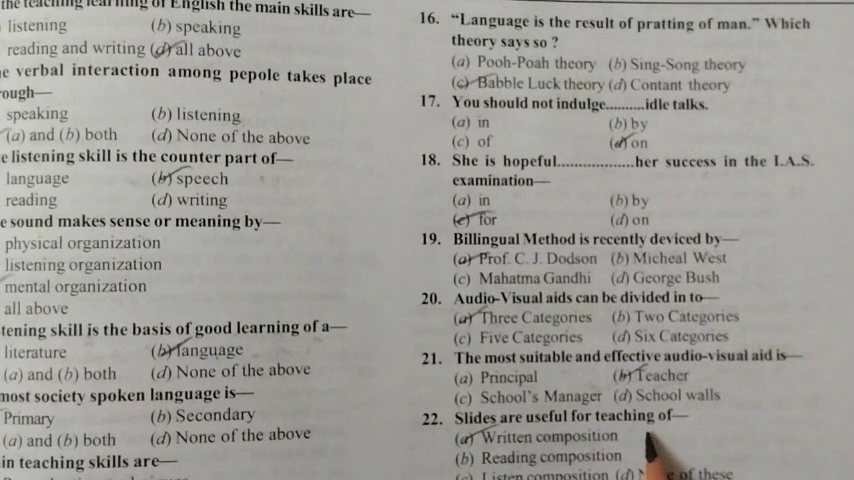 the teaching learning of English the main skills are—
listening (b) speaking
reading and writing (d) all above
e verbal interaction among pepole takes place
rough—
speaking (b) listening
(a) and (b) both (d) None of the above
e listening skill is the counter part of—
language (b) speech
reading (d) writing
e sound makes sense or meaning by—
physical organization
listening organization
mental organization
all above
tening skill is the basis of good learning of a—
literature (b) language
(a) and (b) both (d) None of the above
most society spoken language is—
Primary (b) Secondary
(a) and (b) both (d) None of the above
in teaching skills are—
16. “Language is the result of pratting of man.” Which
theory says so ?
(a) Pooh-Poah theory (b) Sing-Song theory
(c) Babble Luck theory (d) Contant theory
17. You should not indulge..........idle talks.
(a) in (b) by
(c) of (d) on
18. She is hopeful...................her success in the I.A.S.
examination—
(a) in (b) by
(c) for (d) on
19. Billingual Method is recently deviced by—
(a) Prof. C. J. Dodson (b) Micheal West
(c) Mahatma Gandhi (d) George Bush
20. Audio-Visual aids can be divided in to—
(a) Three Categories (b) Two Categories
(c) Five Categories (d) Six Categories
21. The most suitable and effective audio-visual aid is—
(a) Principal (b) Teacher
(c) School's Manager (d) School walls
22. Slides are useful for teaching of—
(a) Written composition
(b) Reading composition
(c) Listen composition (d) e of these